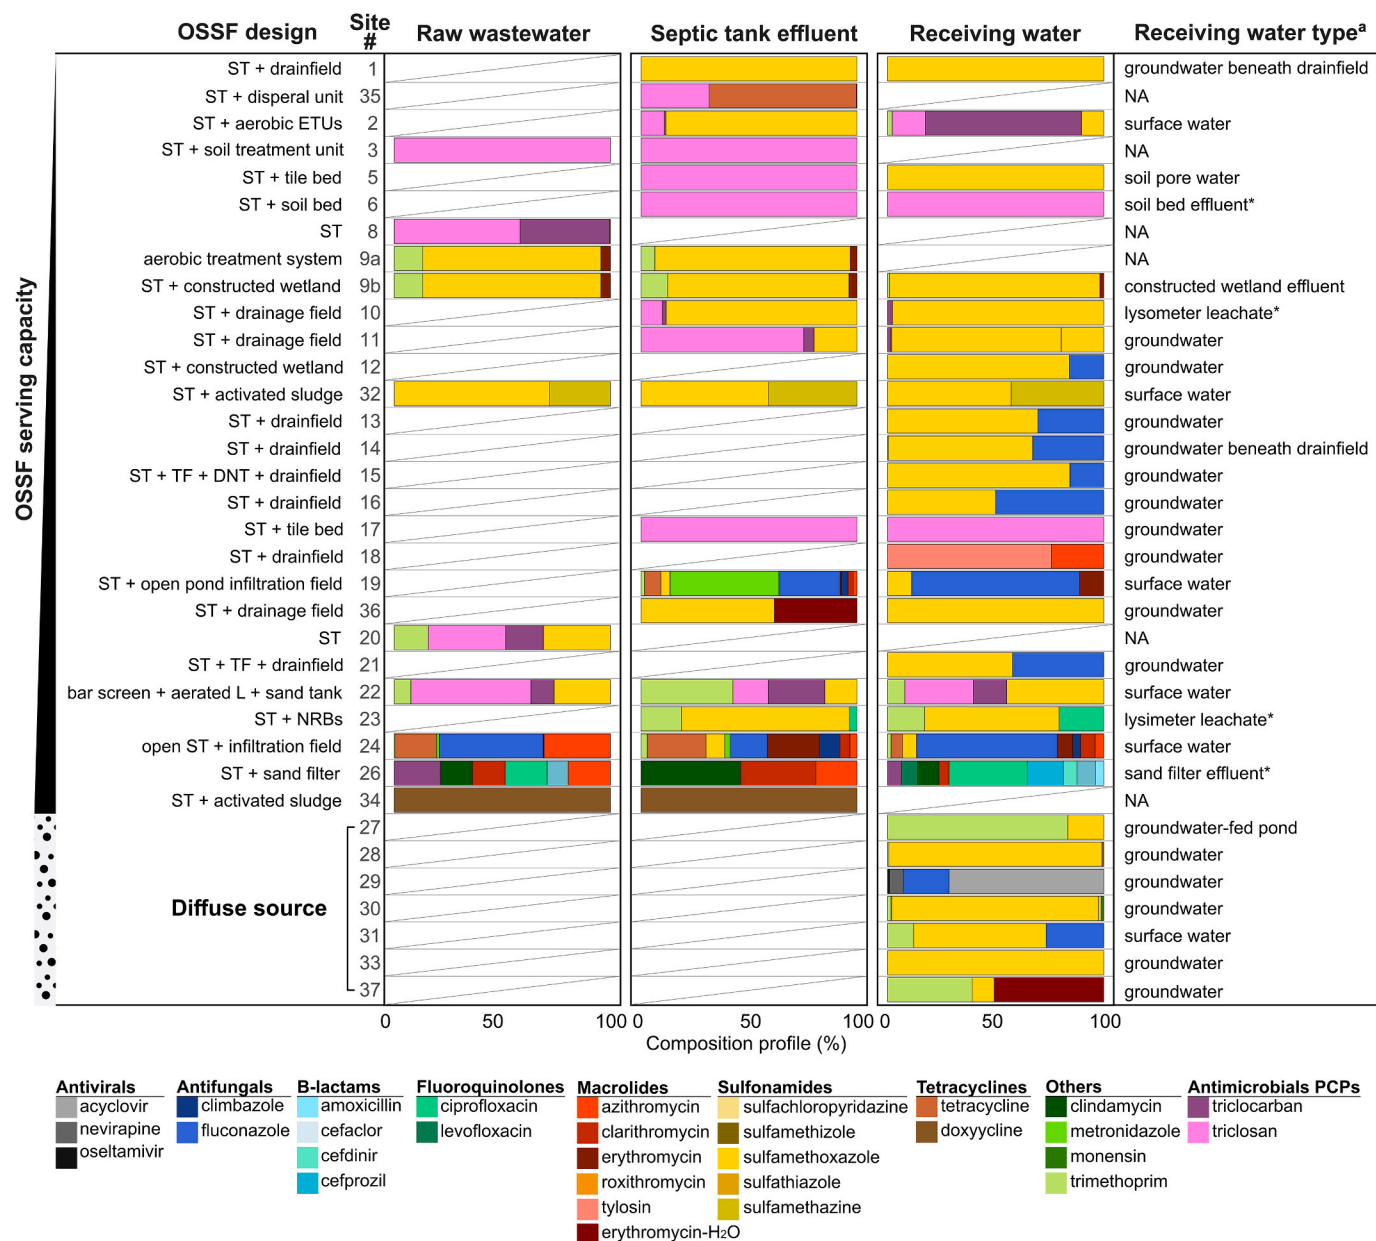 OSSF design Site # Raw wastewater Septic tank effluent Receiving water Receiving water typeᵃ
OSSF serving capacity
ST + drainfield 1 groundwater beneath drainfield
ST + disperal unit 35 NA
ST + aerobic ETUs 2 surface water
ST + soil treatment unit 3 NA
ST + tile bed 5 soil pore water
ST + soil bed 6 soil bed effluent*
ST 8 NA
aerobic treatment system 9a NA
ST + constructed wetland 9b constructed wetland effluent
ST + drainage field 10 lysometer leachate*
ST + drainage field 11 groundwater
ST + constructed wetland 12 groundwater
ST + activated sludge 32 surface water
ST + drainfield 13 groundwater
ST + drainfield 14 groundwater beneath drainfield
ST + TF + DNT + drainfield 15 groundwater
ST + drainfield 16 groundwater
ST + tile bed 17 groundwater
ST + drainfield 18 groundwater
ST + open pond infiltration field 19 surface water
ST + drainage field 36 groundwater
ST 20 NA
ST + TF + drainfield 21 groundwater
bar screen + aerated L + sand tank 22 surface water
ST + NRBs 23 lysimeter leachate*
open ST + infiltration field 24 surface water
ST + sand filter 26 sand filter effluent*
ST + activated sludge 34 NA
27 groundwater-fed pond
28 groundwater
29 groundwater
Diffuse source 30 groundwater
31 surface water
33 groundwater
37 groundwater
0 50 100 0 50 100 0 50 100
Composition profile (%)
Antivirals
acyclovir
nevirapine
oseltamivir
Antifungals
climbazole
fluconazole
B-lactams
amoxicillin
cefaclor
cefdinir
cefprozil
Fluoroquinolones
ciprofloxacin
levofloxacin
Macrolides
azithromycin
clarithromycin
erythromycin
roxithromycin
tylosin
erythromycin-H₂O
Sulfonamides
sulfachloropyridazine
sulfamethizole
sulfamethoxazole
sulfathiazole
sulfamethazine
Tetracyclines
tetracycline
doxyycline
Others
clindamycin
metronidazole
monensin
trimethoprim
Antimicrobials PCPs
triclocarban
triclosan